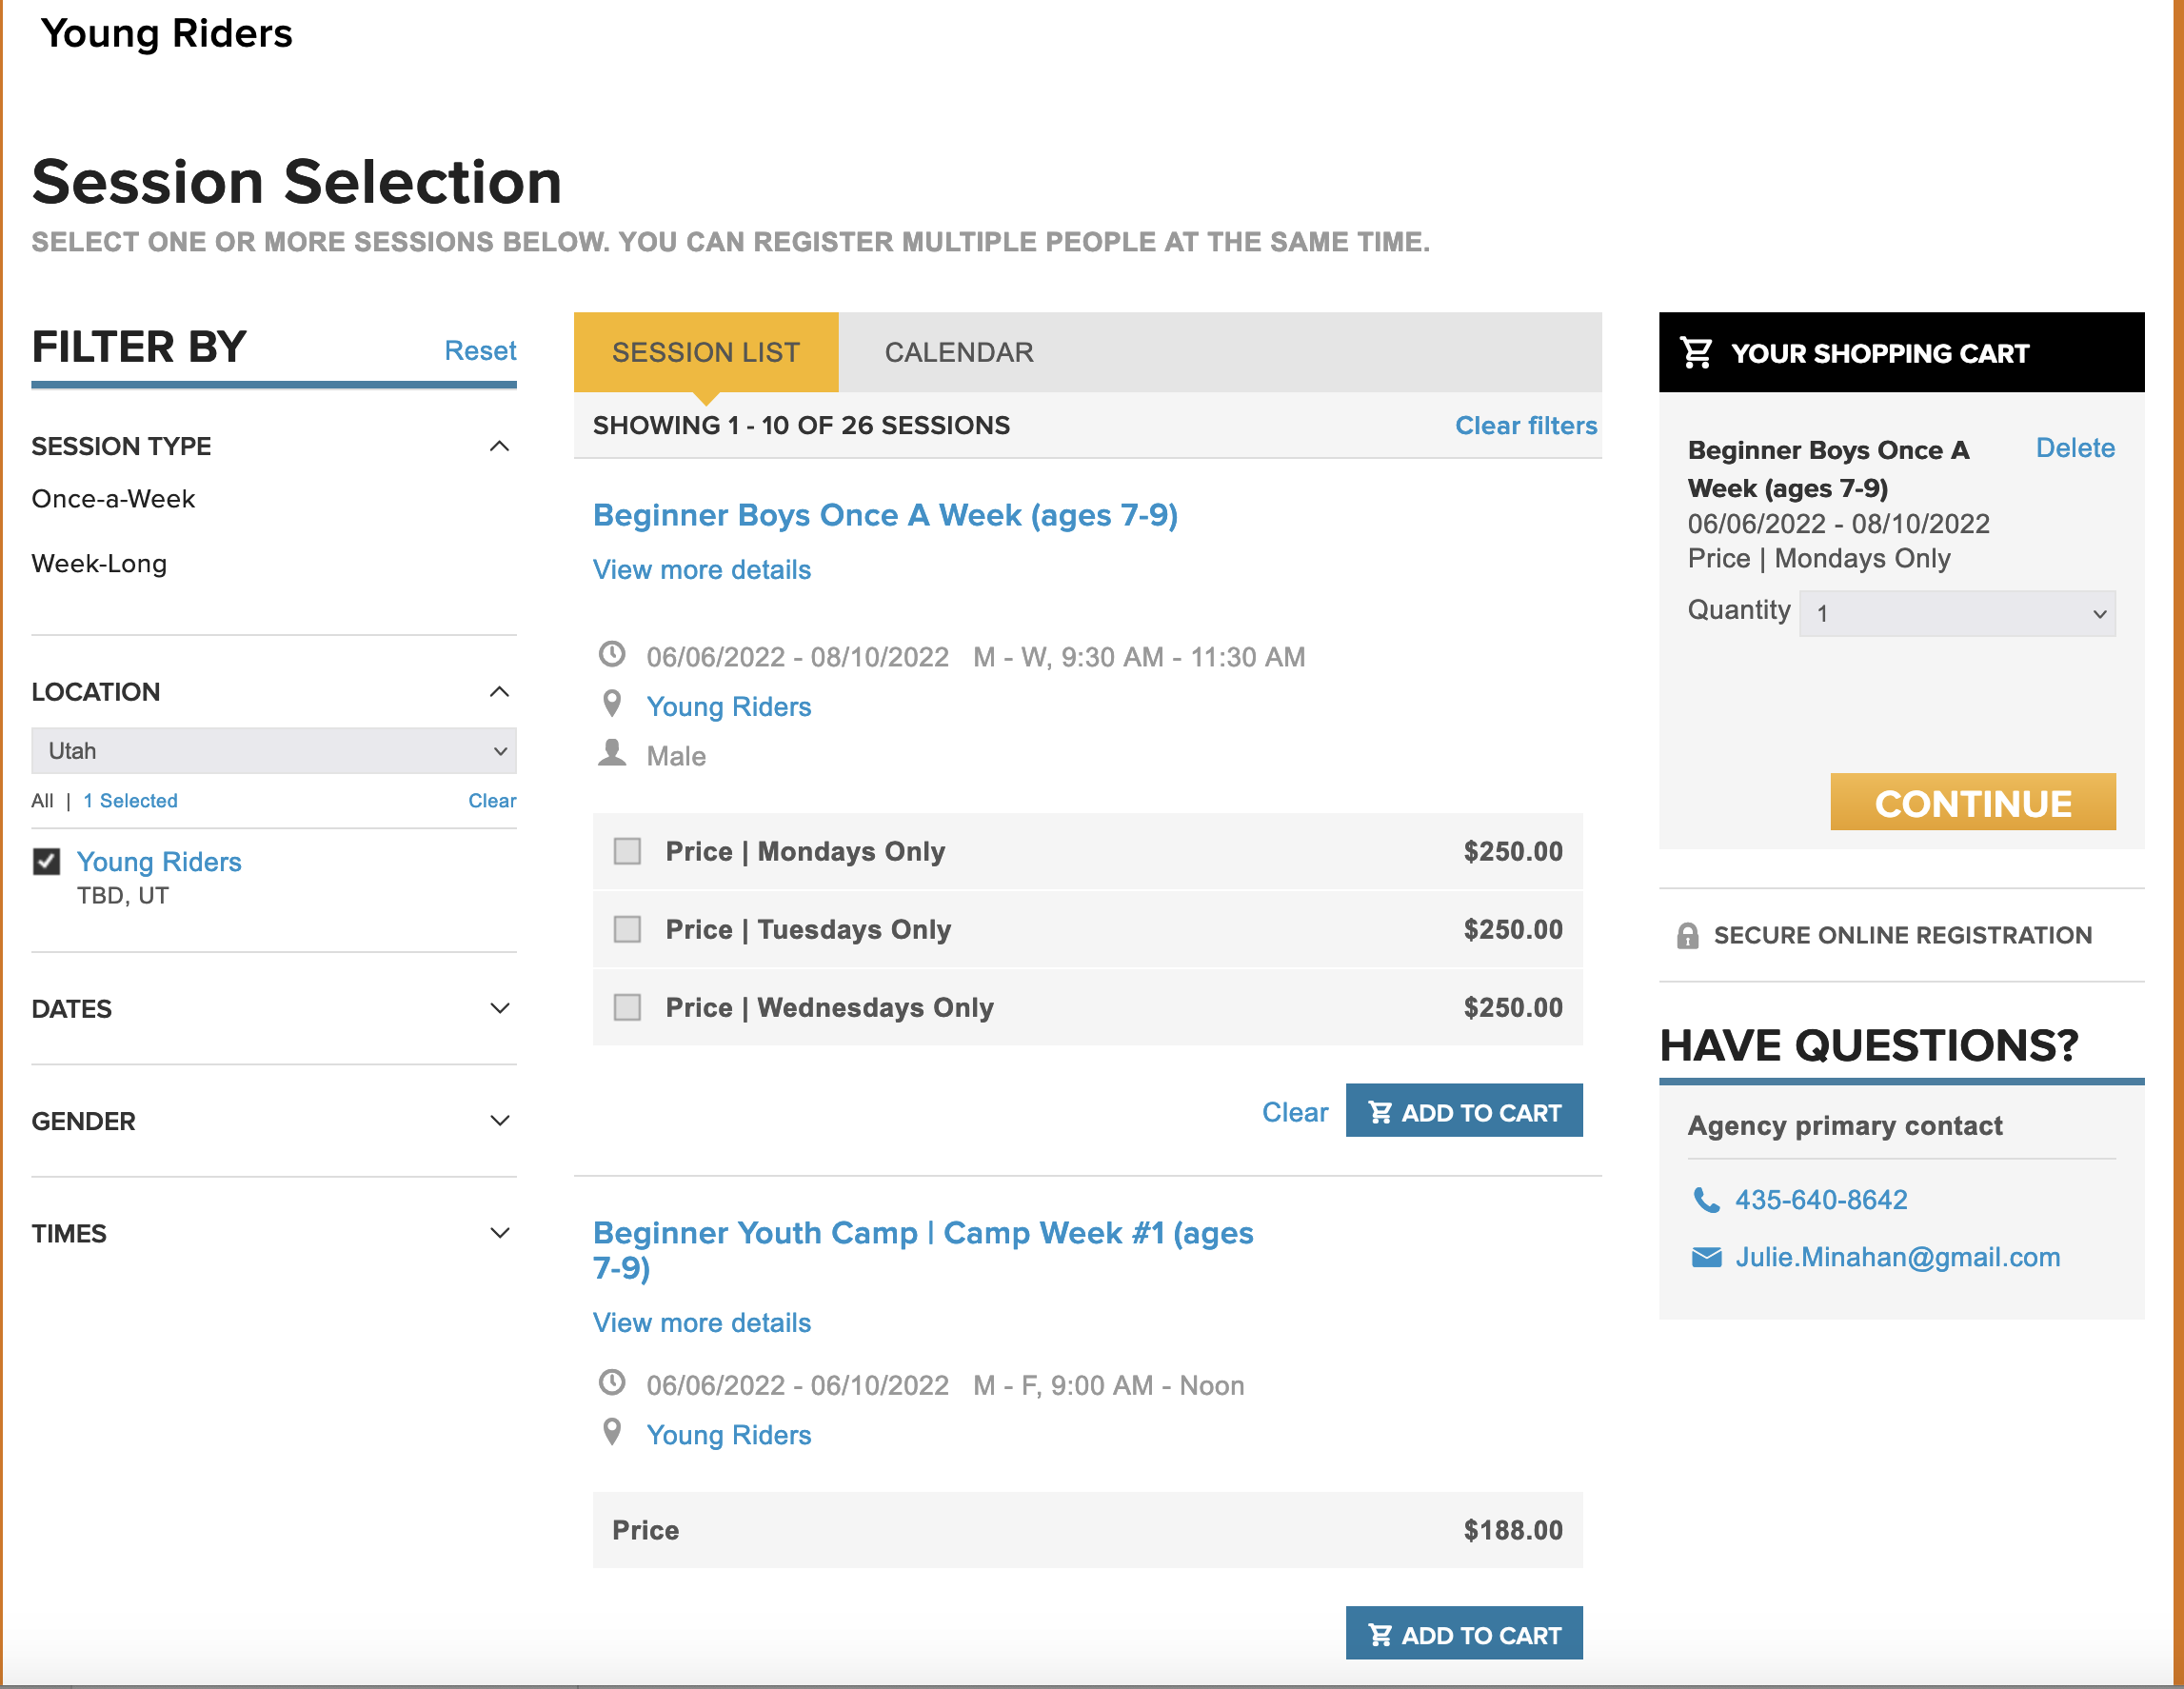 Young Riders
Session Selection
SELECT ONE OR MORE SESSIONS BELOW. YOU CAN REGISTER MULTIPLE PEOPLE AT THE SAME TIME.
FILTER BY
Reset
SESSION TYPE
Once-a-Week
Week-Long
LOCATION
Utah
All | 1 Selected
Clear
Young Riders
TBD, UT
DATES
GENDER
TIMES
SESSION LIST
CALENDAR
SHOWING 1 - 10 OF 26 SESSIONS
Clear filters
Beginner Boys Once A Week (ages 7-9)
View more details
06/06/2022 - 08/10/2022 M - W, 9:30 AM - 11:30 AM
Young Riders
Male
Price | Mondays Only $250.00
Price | Tuesdays Only $250.00
Price | Wednesdays Only $250.00
Clear
ADD TO CART
Beginner Youth Camp | Camp Week #1 (ages
7-9)
View more details
06/06/2022 - 06/10/2022 M - F, 9:00 AM - Noon
Young Riders
Price $188.00
ADD TO CART
YOUR SHOPPING CART
Beginner Boys Once A
Week (ages 7-9)
Delete
06/06/2022 - 08/10/2022
Price | Mondays Only
Quantity 1
CONTINUE
SECURE ONLINE REGISTRATION
HAVE QUESTIONS?
Agency primary contact
435-640-8642
Julie.Minahan@gmail.com